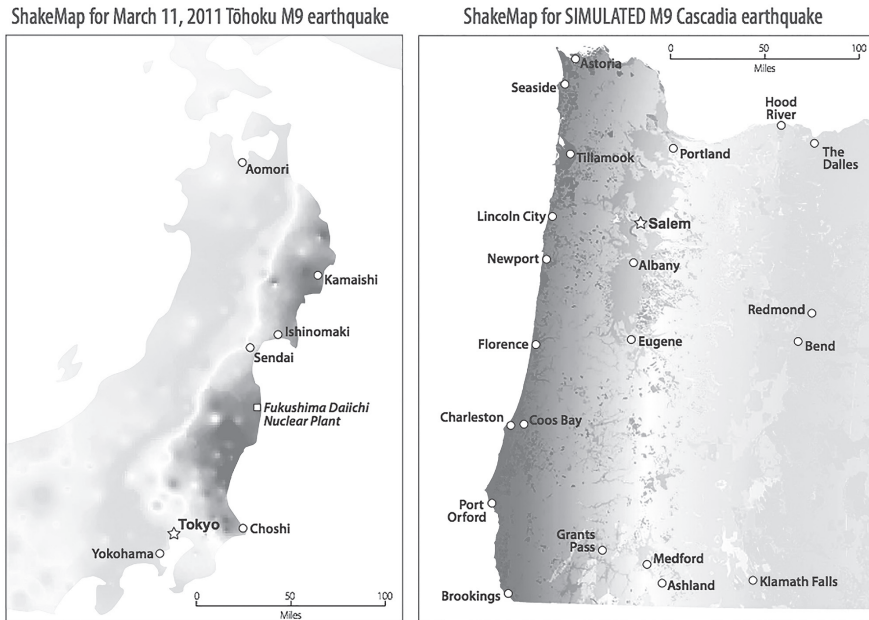 ShakeMap for March 11, 2011 Tōhoku M9 earthquake
Aomori
Kamaishi
Ishinomaki
Sendai
Fukushima Daiichi
Nuclear Plant
Tokyo
Choshi
Yokohama
0 50 100
Miles
ShakeMap for SIMULATED M9 Cascadia earthquake
0 50 100
Miles
Astoria
Seaside
Hood
River
Tillamook
Portland
The
Dalles
Lincoln City
Salem
Newport
Albany
Redmond
Florence
Eugene
Bend
Charleston
Coos Bay
Port
Orford
Grants
Pass
Medford
Ashland
Klamath Falls
Brookings